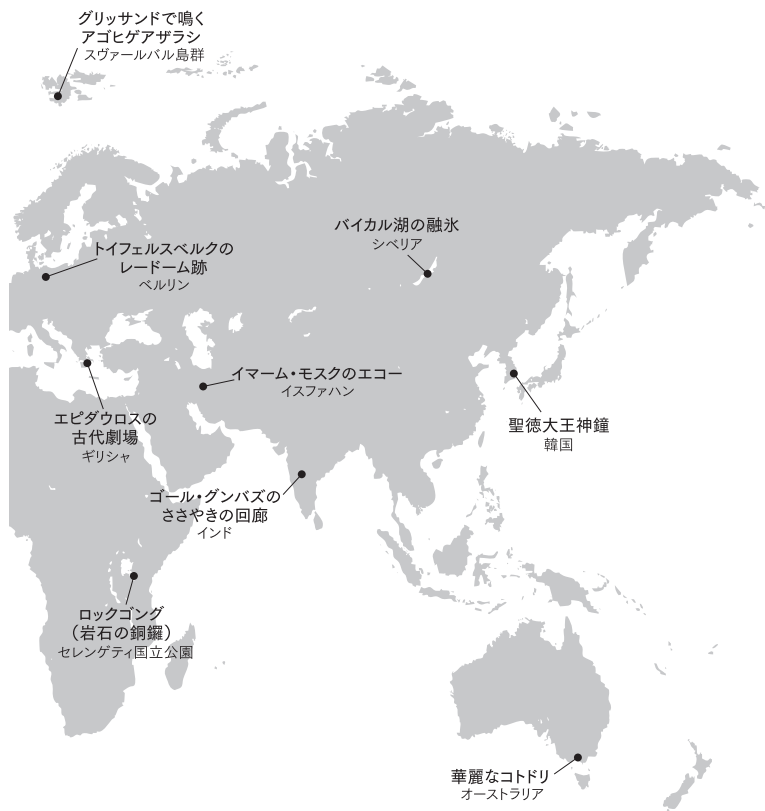 グリッサンドで鳴く
アゴヒゲアザラシ
スヴァールバル島群
バイカル湖の融氷
シベリア
トイフェルスベルクの
レードーム跡
ベルリン
イマーム・モスクのエコー
イスファハン
エピダウロスの
古代劇場
ギリシャ
聖徳大王神鐘
韓国
ゴール・グンバズの
ささやきの回廊
インド
ロックゴング
（岩石の銅鑼）
セレンゲティ国立公園
華麗なコトドリ
オーストラリア